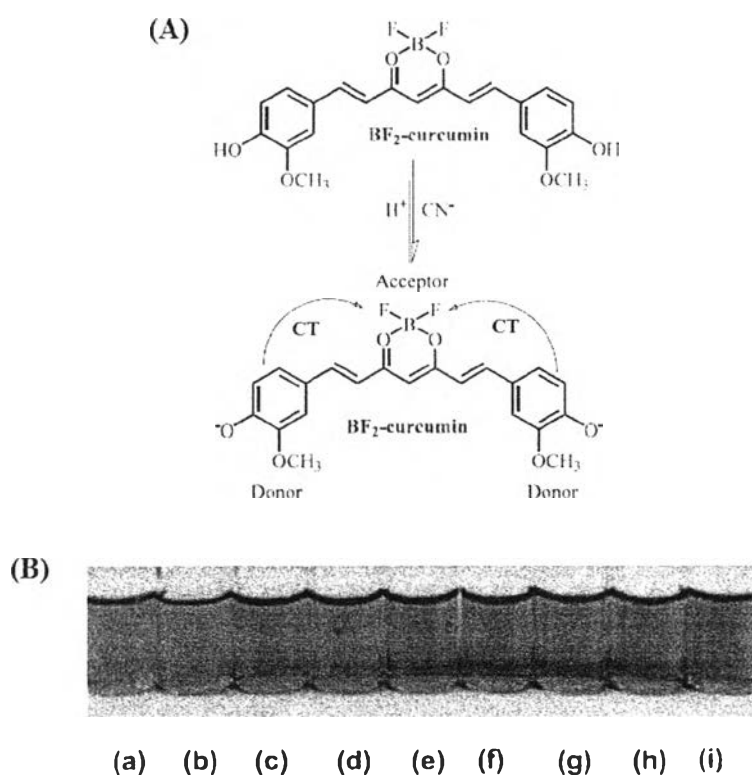 (A)
F F
B
O O
HO
OCH3
BF2-curcumin
OCH3
OH
H+ CN-
Acceptor
CT
F F
B
O O
CT
-O
OCH3
BF2-curcumin
OCH3
O-
Donor
Donor
(B)
(a) (b) (c) (d) (e) (f) (g) (h) (i)